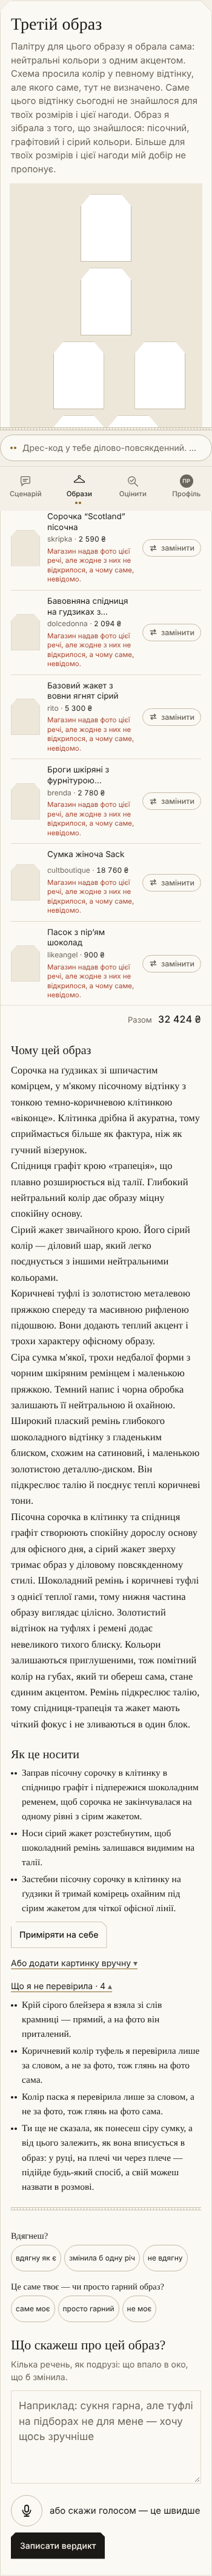 Третій образ
Палітру для цього образу я обрала сама:
нейтральні кольори з одним акцентом.
Схема просила колір у певному відтінку,
але якого саме, тут не визначено. Саме
цього відтінку сьогодні не знайшлося для
твоїх розмірів і цієї нагоди. Образ я
зібрала з того, що знайшлося: пісочний,
графітовий і сірий кольори. Більше для
твоїх розмірів і цієї нагоди мій добір не
пропонує.
Дрес-код у тебе ділово-повсякденний. ...
Сценарій
Образи
Оцінити
ПР
Профіль
Сорочка “Scotland”
пісочна
skripka · 2 590 ₴
Магазин надав фото цієї
речі, але жодне з них не
відкрилося, а чому саме,
невідомо.
замінити
Бавовняна спідниця
на гудзиках з...
dolcedonna · 2 094 ₴
Магазин надав фото цієї
речі, але жодне з них не
відкрилося, а чому саме,
невідомо.
замінити
Базовий жакет з
вовни ягнят сірий
rito · 5 300 ₴
Магазин надав фото цієї
речі, але жодне з них не
відкрилося, а чому саме,
невідомо.
замінити
Броги шкіряні з
фурнітурою...
brenda · 2 780 ₴
Магазин надав фото цієї
речі, але жодне з них не
відкрилося, а чому саме,
невідомо.
замінити
Сумка жіноча Sack
cultboutique · 18 760 ₴
Магазин надав фото цієї
речі, але жодне з них не
відкрилося, а чому саме,
невідомо.
замінити
Пасок з пір’ям
шоколад
likeangel · 900 ₴
Магазин надав фото цієї
речі, але жодне з них не
відкрилося, а чому саме,
невідомо.
замінити
Разом 32 424 ₴
Чому цей образ
Сорочка на ґудзиках зі шпичастим
комірцем, у м'якому пісочному відтінку з
тонкою темно-коричневою клітинкою
«віконце». Клітинка дрібна й акуратна, тому
сприймається більше як фактура, ніж як
гучний візерунок.
Спідниця графіт крою «трапеція», що
плавно розширюється від талії. Глибокий
нейтральний колір дає образу міцну
спокійну основу.
Сірий жакет звичайного крою. Його сірий
колір — діловий шар, який легко
поєднується з іншими нейтральними
кольорами.
Коричневі туфлі із золотистою металевою
пряжкою спереду та масивною рифленою
підошвою. Вони додають теплий акцент і
трохи характеру офісному образу.
Сіра сумка м'якої, трохи недбалої форми з
чорним шкіряним ремінцем і маленькою
пряжкою. Темний напис і чорна обробка
залишають її нейтральною й охайною.
Широкий плаский ремінь глибокого
шоколадного відтінку з гладеньким
блиском, схожим на сатиновий, і маленькою
золотистою деталлю-диском. Він
підкреслює талію й поєднує теплі коричневі
тони.
Пісочна сорочка в клітинку та спідниця
графіт створюють спокійну дорослу основу
для офісного дня, а сірий жакет зверху
тримає образ у діловому повсякденному
стилі. Шоколадний ремінь і коричневі туфлі
з однієї теплої гами, тому нижня частина
образу виглядає цілісно. Золотистий
відтінок на туфлях і ремені додає
невеликого тихого блиску. Кольори
залишаються приглушеними, тож помітний
колір на губах, який ти обереш сама, стане
єдиним акцентом. Ремінь підкреслює талію,
тому спідниця-трапеція та жакет мають
чіткий фокус і не зливаються в один блок.
Як це носити
Заправ пісочну сорочку в клітинку в
спідницю графіт і підпережися шоколадним
ременем, щоб сорочка не закінчувалася на
одному рівні з сірим жакетом.
Носи сірий жакет розстебнутим, щоб
шоколадний ремінь залишався видимим на
талії.
Застебни пісочну сорочку в клітинку на
гудзики й тримай комірець охайним під
сірим жакетом для чіткої офісної лінії.
Приміряти на себе
Або додати картинку вручну ▾
Що я не перевірила · 4 ▴
Крій сірого блейзера я взяла зі слів
крамниці — прямий, а на фото він
приталений.
Коричневий колір туфель я перевірила лише
за словом, а не за фото, тож глянь на фото
сама.
Колір паска я перевірила лише за словом, а
не за фото, тож глянь на фото сама.
Ти ще не сказала, як понесеш сіру сумку, а
від цього залежить, як вона вписується в
образ: у руці, на плечі чи через плече —
підійде будь-який спосіб, а свій можеш
назвати в розмові.
Вдягнеш?
вдягну як є
змінила б одну річ
не вдягну
Це саме твоє — чи просто гарний образ?
саме моє
просто гарний
не моє
Що скажеш про цей образ?
Кілька речень, як подрузі: що впало в око,
що б змінила.
Наприклад: сукня гарна, але туфлі
на підборах не для мене — хочу
щось зручніше
або скажи голосом — це швидше
Записати вердикт